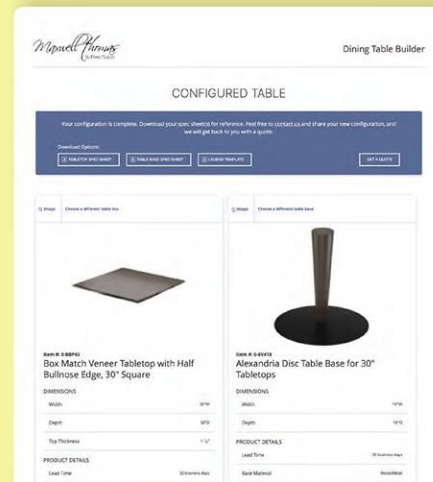 Maxwell Thomas
Dining Table Builder
CONFIGURED TABLE
Your configuration is complete. Download your spec sheet(s) for reference. Feel free to contact us and share your new configuration, and
we will get back to you with a quote.
Download Options:
TABLETOP SPEC SHEET
TABLE BASE SPEC SHEET
GET A QUOTE
Image Choose a different table top
Image Choose a different table base
Box Match Veneer Tabletop with Half
Bullnose Edge, 30" Square
DIMENSIONS
Width
Depth
Top Thickness
PRODUCT DETAILS
Lead Time
Alexandria Disc Table Base for 30"
Tabletops
DIMENSIONS
Width
Depth
PRODUCT DETAILS
Lead Time
Base Material